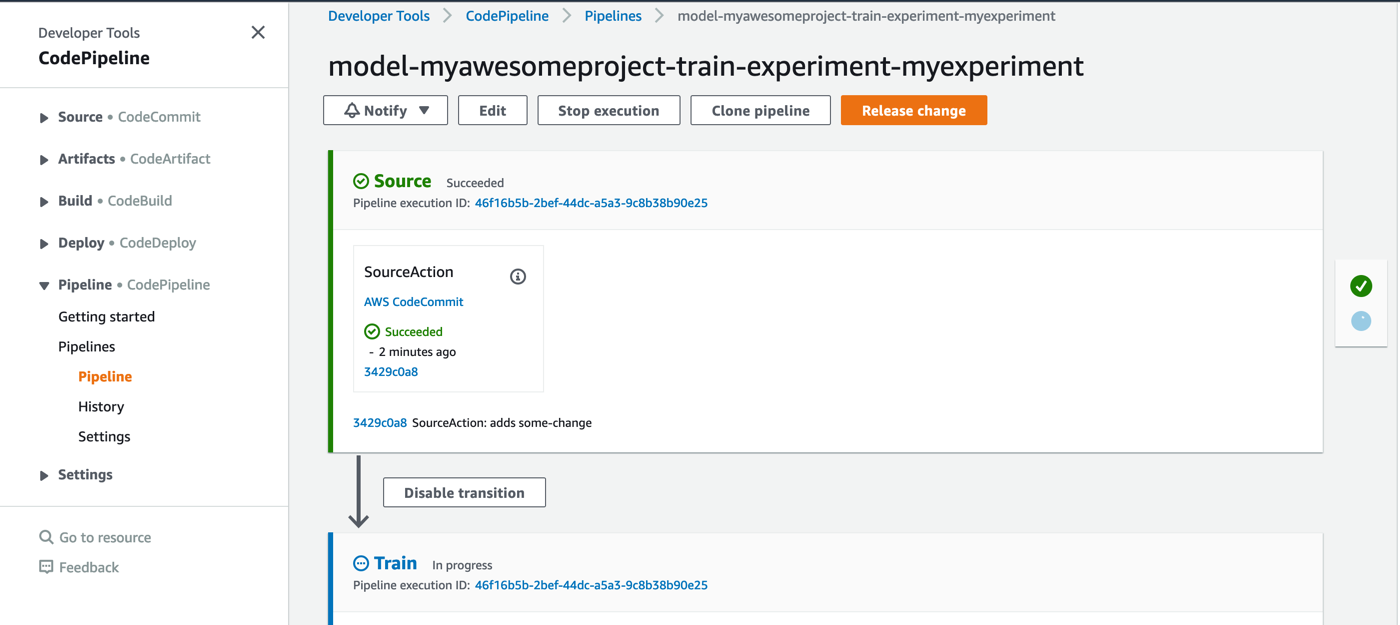 Developer Tools
CodePipeline
Source • CodeCommit
Artifacts • CodeArtifact
Build • CodeBuild
Deploy • CodeDeploy
Pipeline • CodePipeline
Getting started
Pipelines
Pipeline
History
Settings
Settings
Go to resource
Feedback
Developer Tools > CodePipeline > Pipelines > model-myawesomeproject-train-experiment-myexperiment
model-myawesomeproject-train-experiment-myexperiment
Notify Edit Stop execution Clone pipeline Release change
Source Succeeded
Pipeline execution ID: 46f16b5b-2bef-44dc-a5a3-9c8b38b90e25
SourceAction
AWS CodeCommit
Succeeded
- 2 minutes ago
3429c0a8
3429c0a8 SourceAction: adds some-change
Disable transition
Train In progress
Pipeline execution ID: 46f16b5b-2bef-44dc-a5a3-9c8b38b90e25